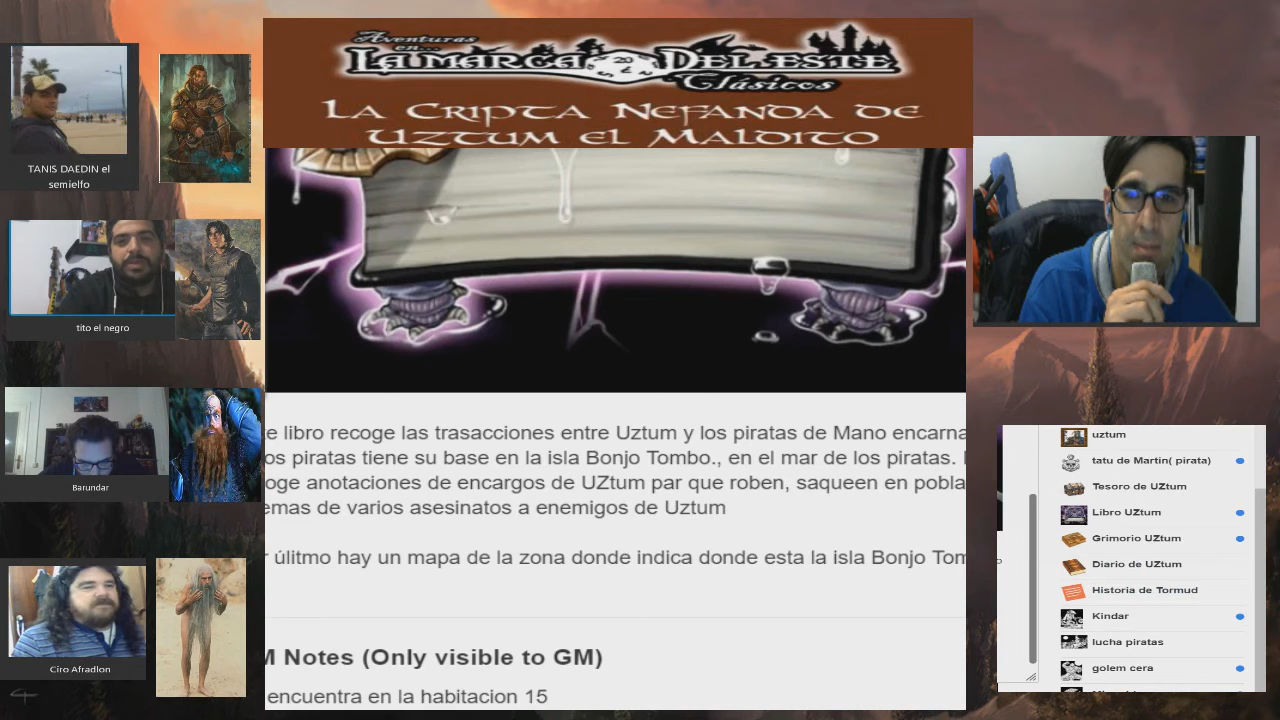 Aventuras
en...
LA MARCA DEL ESTE
Clásicos
LA CRIPTA NEFANDA DE
UZTUM EL MALDITO
TANIS DAEDIN el
semielfo
tito el negro
Barundar
Ciro Afradlon
e libro recoge las trasacciones entre Uztum y los piratas de Mano encarna
os piratas tiene su base en la isla Bonjo Tombo., en el mar de los piratas.
oge anotaciones de encargos de UZtum par que roben, saqueen en pobla
emas de varios asesinatos a enemigos de Uztum
r úlitmo hay un mapa de la zona donde indica donde esta la isla Bonjo Tom
M Notes (Only visible to GM)
encuentra en la habitacion 15
uztum
tatu de Martin( pirata)
Tesoro de UZtum
Libro UZtum
Grimorio UZtum
Diario de UZtum
Historia de Tormud
Kindar
lucha piratas
golem cera